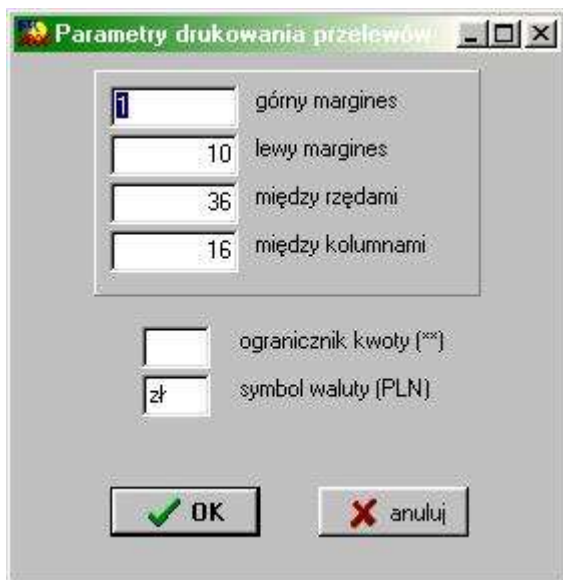 Parametry drukowania przelewów
1 górny margines
10 lewy margines
36 między rzędami
16 między kolumnami
ogranicznik kwoty (**)
zł symbol waluty (PLN)
OK anuluj